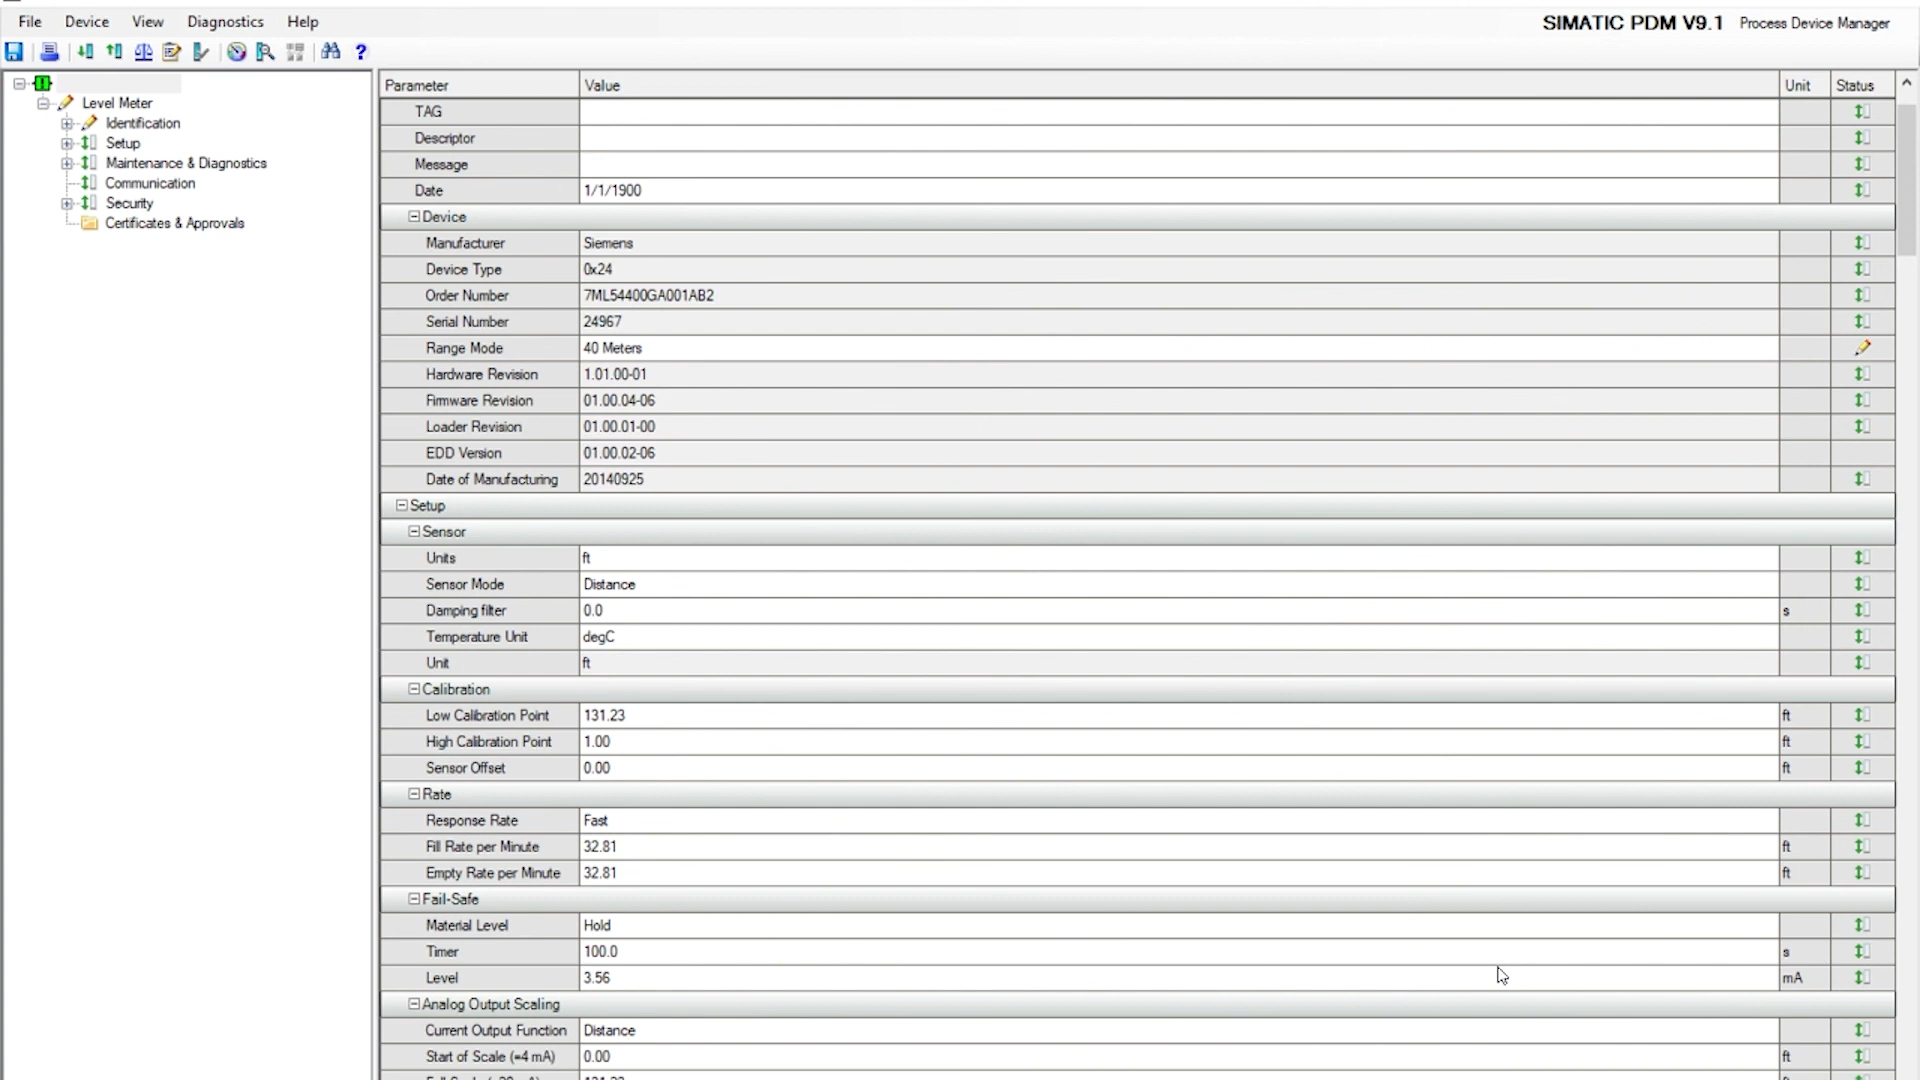 File Device View Diagnostics Help
SIMATIC PDM V9.1 Process Device Manager
Level Meter
Identification
Setup
Maintenance & Diagnostics
Communication
Security
Certificates & Approvals
Parameter Value Unit Status
TAG
Descriptor
Message
Date 1/1/1900
Device
Manufacturer Siemens
Device Type 0x24
Order Number 7ML54400GA001AB2
Serial Number 24967
Range Mode 40 Meters
Hardware Revision 1.01.00-01
Firmware Revision 01.00.04-06
Loader Revision 01.00.01-00
EDD Version 01.00.02-06
Date of Manufacturing 20140925
Setup
Sensor
Units ft
Sensor Mode Distance
Damping filter 0.0 s
Temperature Unit degC
Unit ft
Calibration
Low Calibration Point 131.23 ft
High Calibration Point 1.00 ft
Sensor Offset 0.00 ft
Rate
Response Rate Fast
Fill Rate per Minute 32.81 ft
Empty Rate per Minute 32.81 ft
Fail-Safe
Material Level Hold
Timer 100.0 s
Level 3.56 mA
Analog Output Scaling
Current Output Function Distance
Start of Scale (=4 mA) 0.00 ft